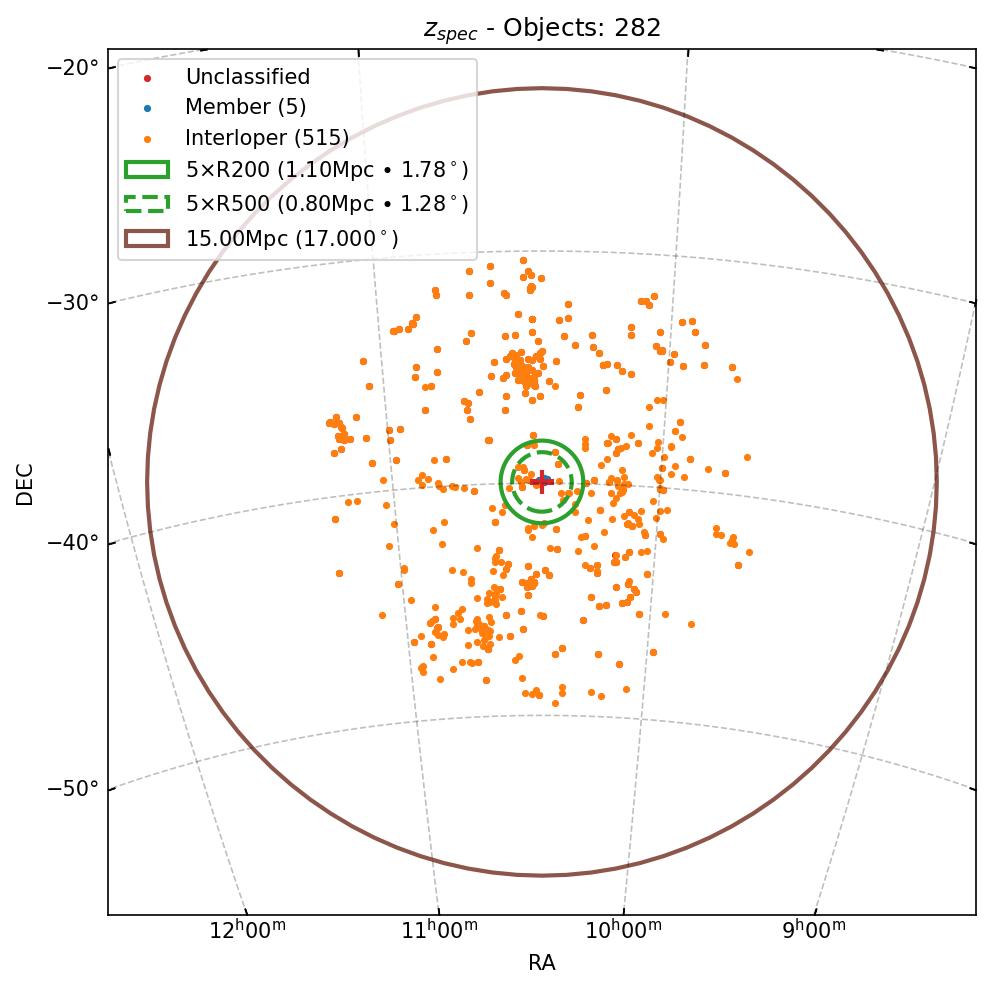 z_spec - Objects: 282
Unclassified
Member (5)
Interloper (515)
5×R200 (1.10Mpc • 1.78°)
5×R500 (0.80Mpc • 1.28°)
15.00Mpc (17.000°)
−20°
−30°
−40°
−50°
DEC
12h00m 11h00m 10h00m 9h00m
RA